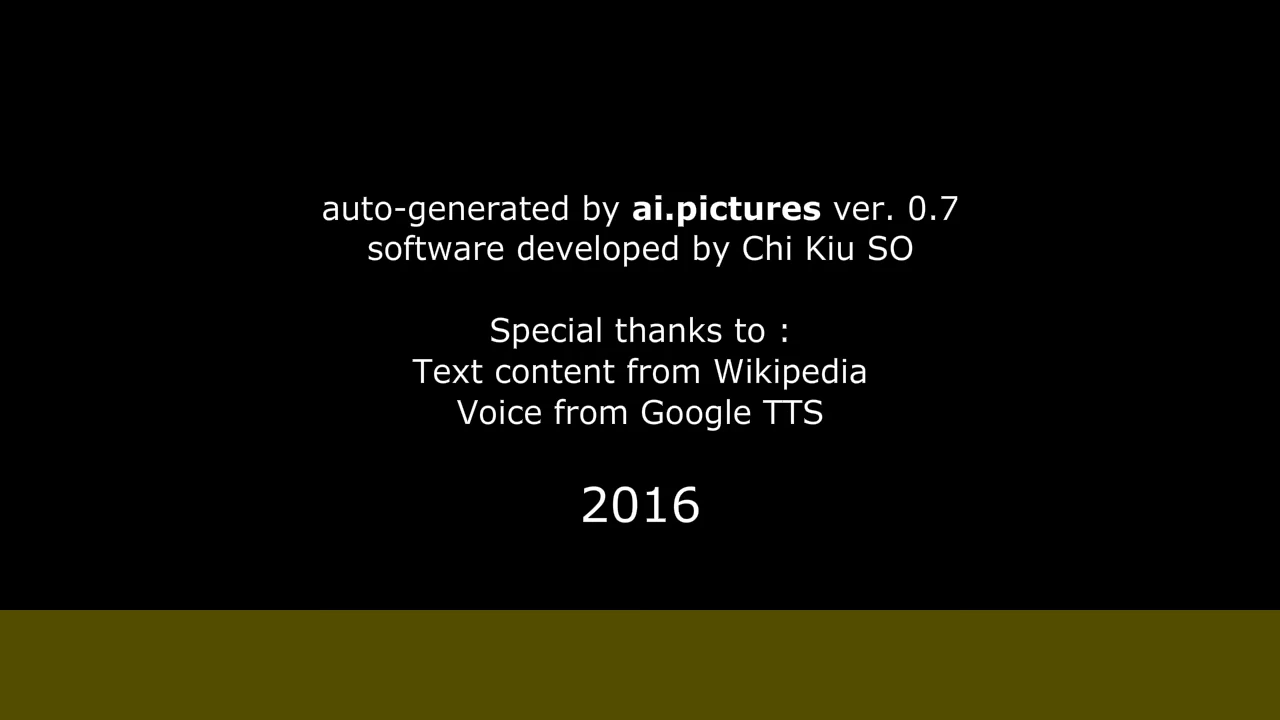 auto-generated by ai.pictures ver. 0.7
software developed by Chi Kiu SO
Special thanks to :
Text content from Wikipedia
Voice from Google TTS
2016